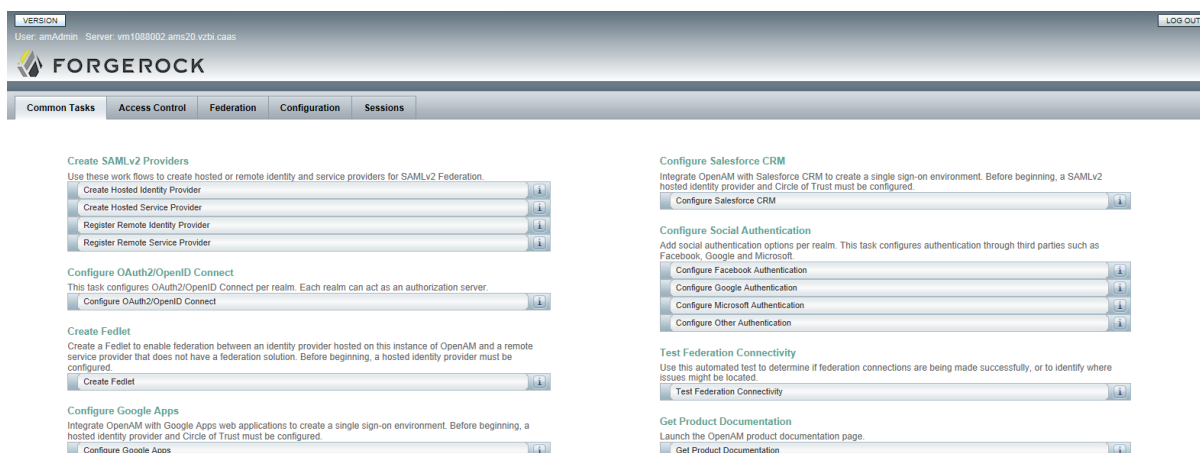 VERSION
LOG OUT
User: amAdmin Server: vm1088002.ams20.vzbi.caas
FORGEROCK
Common Tasks Access Control Federation Configuration Sessions
Create SAMLv2 Providers
Use these work flows to create hosted or remote identity and service providers for SAMLv2 Federation.
Create Hosted Identity Provider
Create Hosted Service Provider
Register Remote Identity Provider
Register Remote Service Provider
Configure OAuth2/OpenID Connect
This task configures OAuth2/OpenID Connect per realm. Each realm can act as an authorization server.
Configure OAuth2/OpenID Connect
Create Fedlet
Create a Fedlet to enable federation between an identity provider hosted on this instance of OpenAM and a remote
service provider that does not have a federation solution. Before beginning, a hosted identity provider must be
configured.
Create Fedlet
Configure Google Apps
Integrate OpenAM with Google Apps web applications to create a single sign-on environment. Before beginning, a
hosted identity provider and Circle of Trust must be configured.
Configure Google Apps
Configure Salesforce CRM
Integrate OpenAM with Salesforce CRM to create a single sign-on environment. Before beginning, a SAMLv2
hosted identity provider and Circle of Trust must be configured.
Configure Salesforce CRM
Configure Social Authentication
Add social authentication options per realm. This task configures authentication through third parties such as
Facebook, Google and Microsoft.
Configure Facebook Authentication
Configure Google Authentication
Configure Microsoft Authentication
Configure Other Authentication
Test Federation Connectivity
Use this automated test to determine if federation connections are being made successfully, or to identify where
issues might be located.
Test Federation Connectivity
Get Product Documentation
Launch the OpenAM product documentation page.
Get Product Documentation